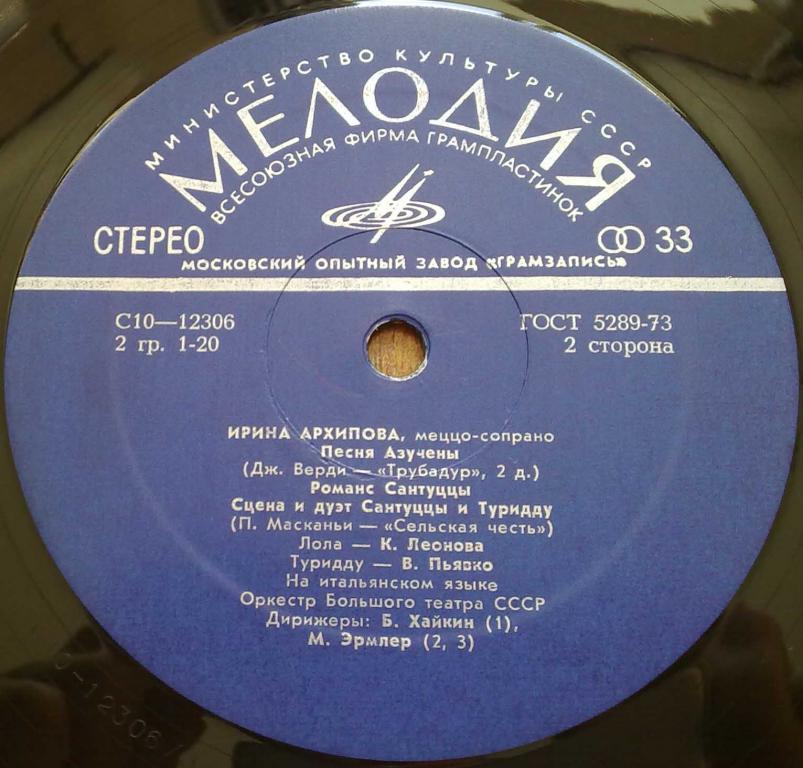 МИНИСТЕРСТВО КУЛЬТУРЫ СССР
МЕЛОДИЯ
ВСЕСОЮЗНАЯ ФИРМА ГРАМПЛАСТИНОК
СТЕРЕО
33
МОСКОВСКИЙ ОПЫТНЫЙ ЗАВОД «ГРАМЗАПИСЬ»
С10—12306
ГОСТ 5289-73
2 гр. 1-20
2 сторона
ИРИНА АРХИПОВА, меццо-сопрано
Песня Азучены
(Дж. Верди — «Трубадур», 2 д.)
Романс Сантуццы
Сцена и дуэт Сантуццы и Туридду
(П. Масканьи — «Сельская честь»)
Лола — К. Леонова
Туридду — В. Пьявко
На итальянском языке
Оркестр Большого театра СССР
Дирижеры: Б. Хайкин (1),
М. Эрмлер (2, 3)
-12306